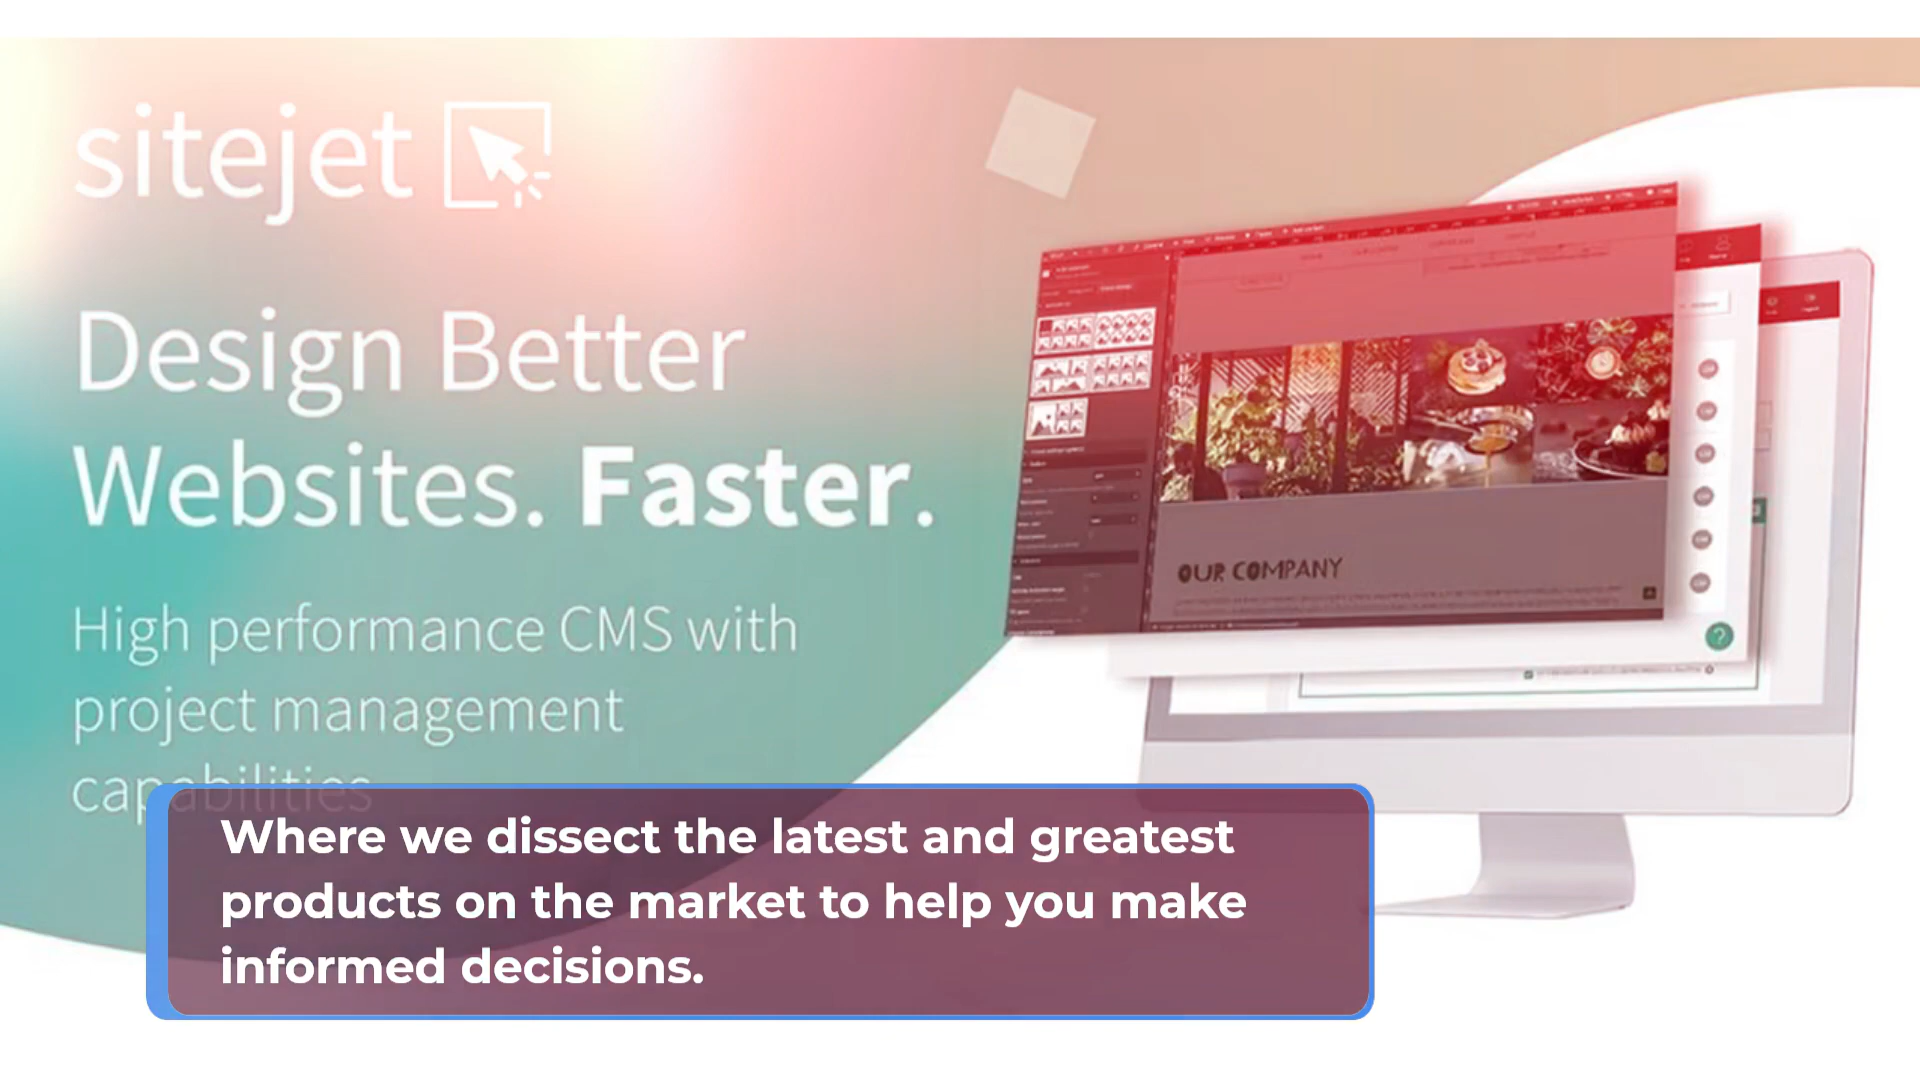 sitejet
Design Better
Websites. Faster.
High performance CMS with
project management
capabilities
OUR COMPANY
?
Where we dissect the latest and greatest
products on the market to help you make
informed decisions.